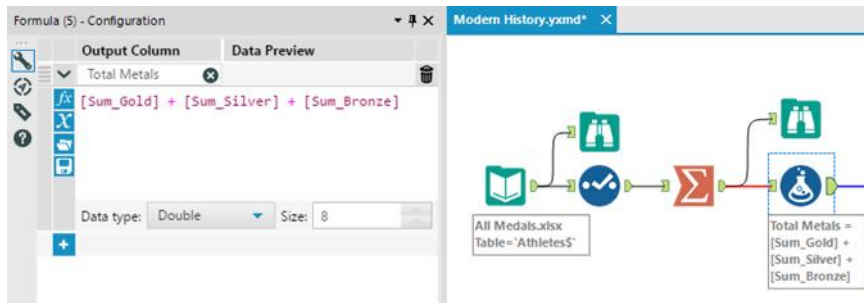 Formula (5) - Configuration
Output Column Data Preview
Total Metals
[Sum_Gold] + [Sum_Silver] + [Sum_Bronze]
Data type: Double Size: 8
Modern History.yxmd*
All Medals.xlsx
Table=`Athletes$`
Total Metals =
[Sum_Gold] +
[Sum_Silver] +
[Sum_Bronze]